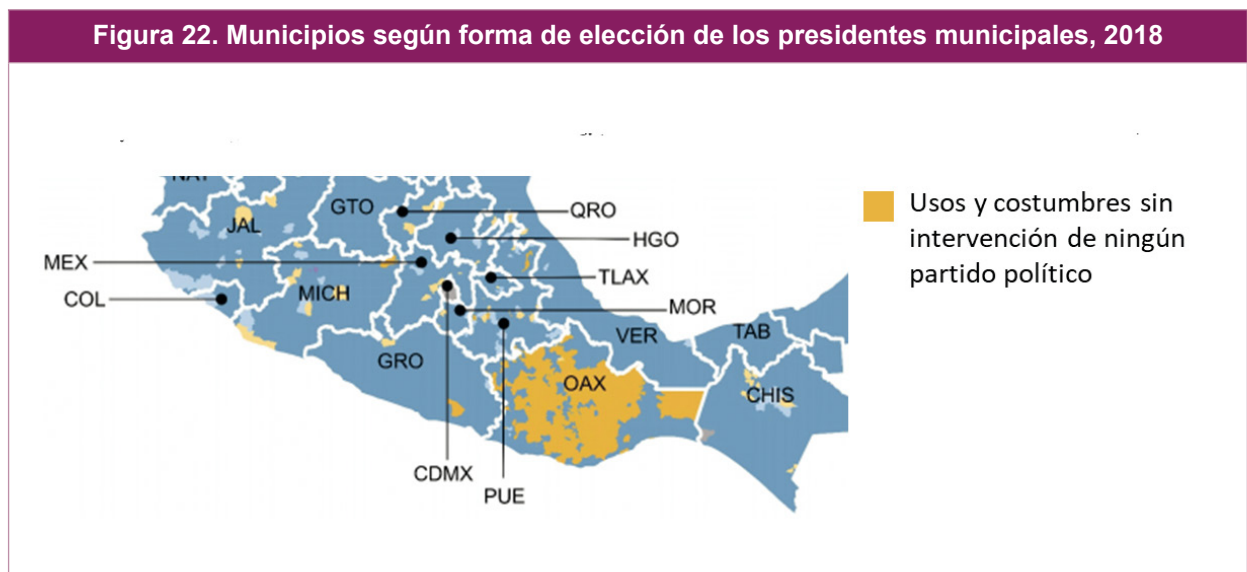 Figura 22. Municipios según forma de elección de los presidentes municipales, 2018
GTO
QRO
JAL
HGO
MEX
TLAX
COL
MICH
MOR
VER
TAB
GRO
OAX
CHIS
CDMX
PUE
Usos y costumbres sin
intervención de ningún
partido político